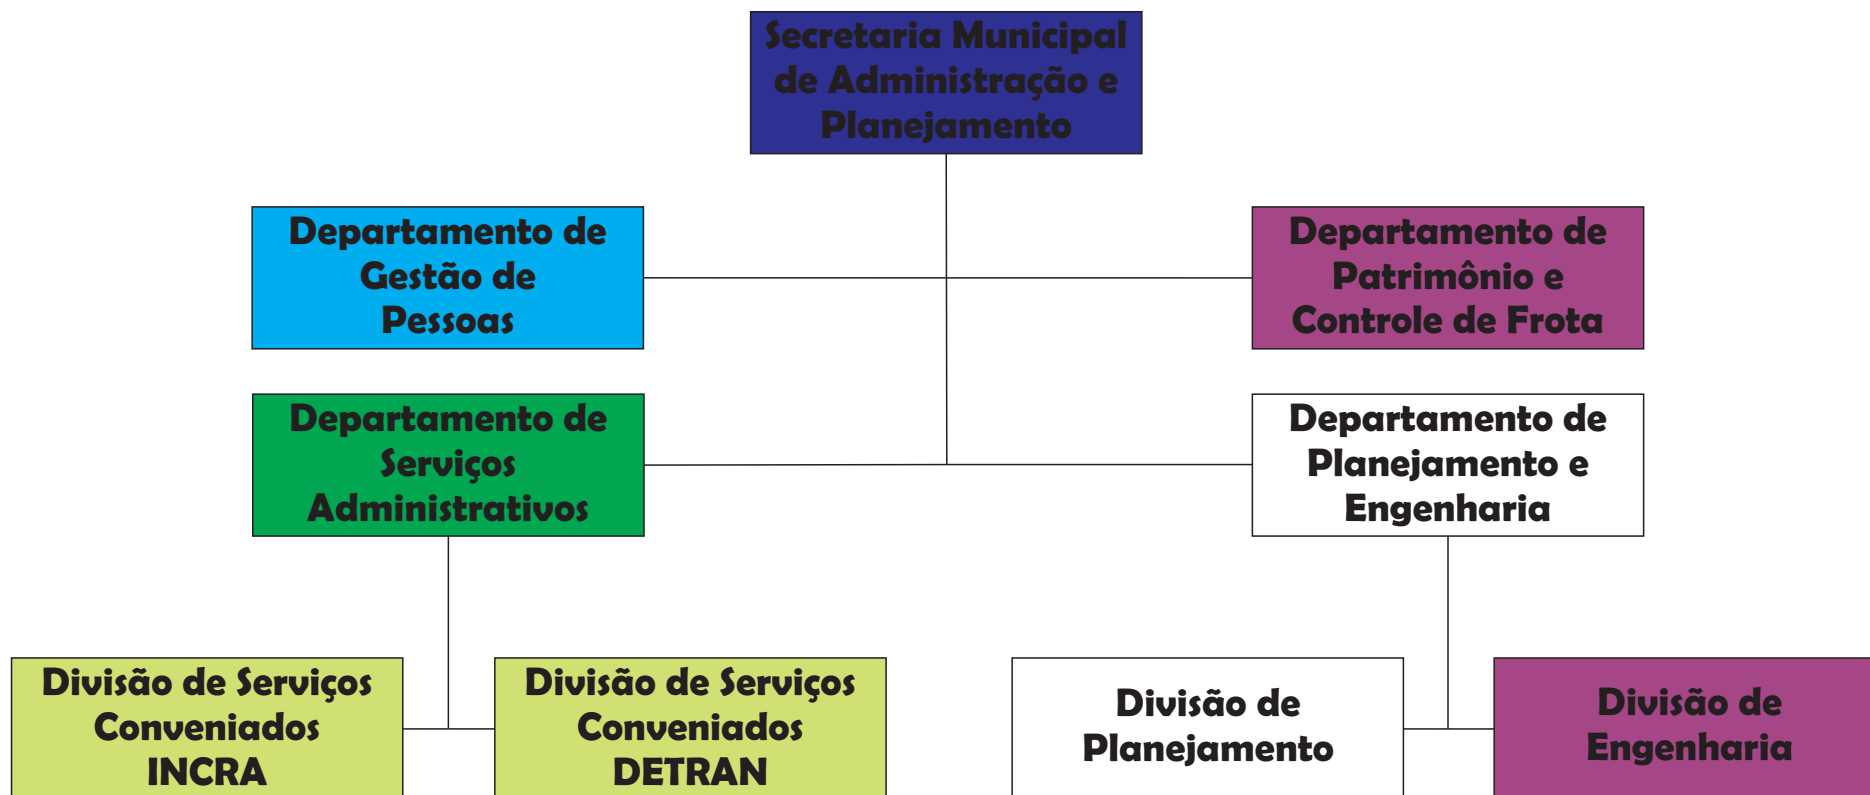 Secretaria Municipal
de Administração e
Planejamento
Departamento de
Gestão de
Pessoas
Departamento de
Patrimônio e
Controle de Frota
Departamento de
Serviços
Administrativos
Departamento de
Planejamento e
Engenharia
Divisão de Serviços
Conveniados
INCRA
Divisão de Serviços
Conveniados
DETRAN
Divisão de
Planejamento
Divisão de
Engenharia